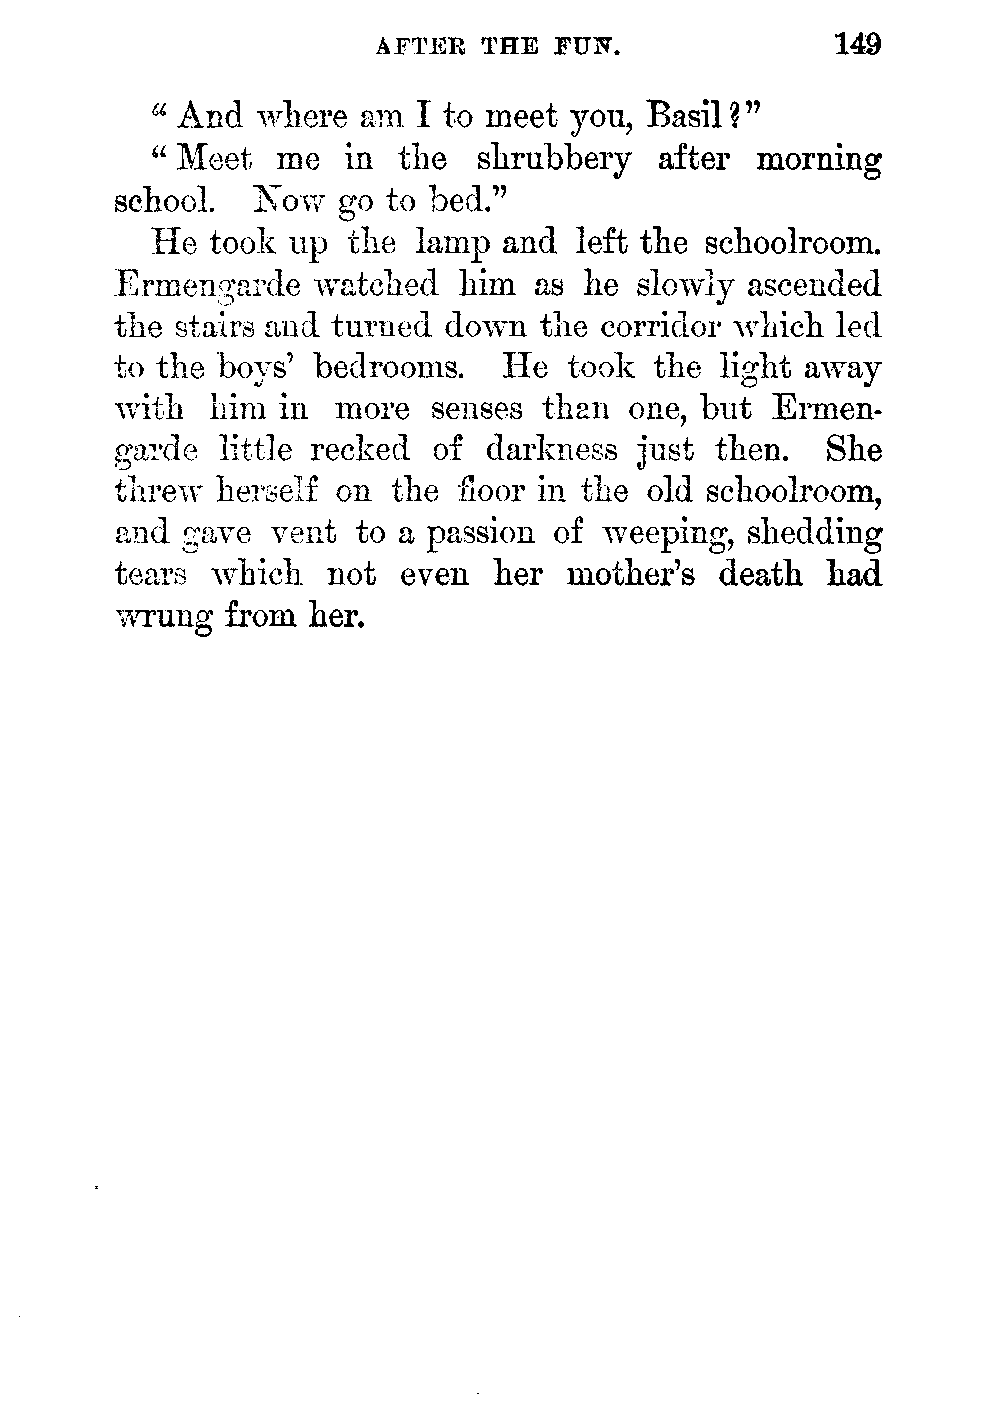 AFTER THE FUN. 149
“ And where am I to meet you, Basil?”
“ Meet me in the shrubbery after morning
school. Now go to bed.”
He took up the lamp and left the schoolroom.
Ermengarde watched him as he slowly ascended
the stairs and turned down the corridor which led
to the boys’ bedrooms. He took the light away
with him in more senses than one, but Ermen-
garde little recked of darkness just then. She
threw herself on the floor in the old schoolroom,
and gave vent to a passion of weeping, shedding
tears which not even her mother’s death had
wrung from her.